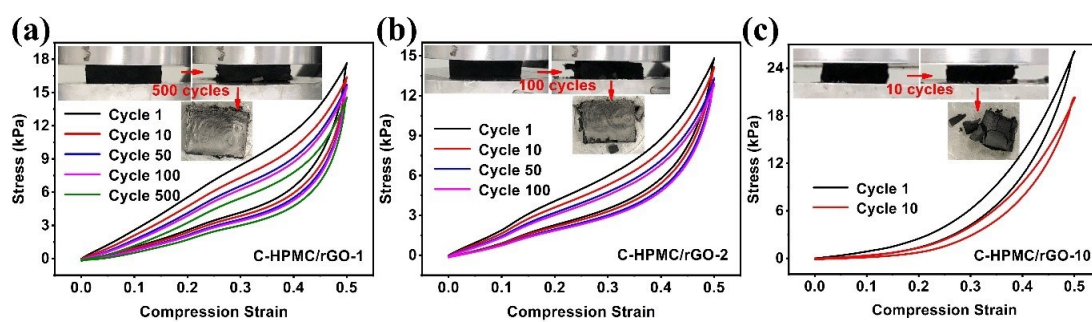 (a)
18
15
12
9
6
3
0
Stress (kPa)
500 cycles
Cycle 1
Cycle 10
Cycle 50
Cycle 100
Cycle 500
C-HPMC/rGO-1
0.0 0.1 0.2 0.3 0.4 0.5
Compression Strain
(b)
18
15
12
9
6
3
0
Stress (kPa)
100 cycles
Cycle 1
Cycle 10
Cycle 50
Cycle 100
C-HPMC/rGO-2
0.0 0.1 0.2 0.3 0.4 0.5
Compression Strain
(c)
24
18
12
6
0
Stress (kPa)
10 cycles
Cycle 1
Cycle 10
C-HPMC/rGO-10
0.0 0.1 0.2 0.3 0.4 0.5
Compression Strain